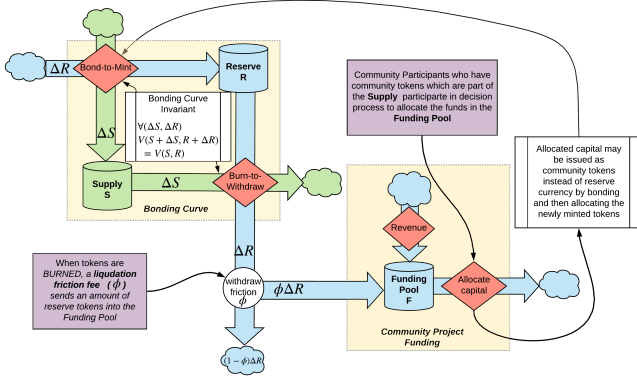 ΔR
Bond-to-Mint
Reserve
R
Bonding Curve
Invariant
∀(ΔS, ΔR)
V(S + ΔS, R + ΔR)
= V(S, R)
ΔS
Supply
S
ΔS
Burn-to-
Withdraw
Bonding Curve
ΔR
Community Participants who have
community tokens which are part of
the Supply participarte in decision
process to allocate the funds in the
Funding Pool
Allocated capital may
be issued as
community tokens
instead of reserve
currency by bonding
and then allocating the
newly minted tokens
Revenue
When tokens are
BURNED, a liqudation
friction fee (ϕ)
sends an amount of
reserve tokens into the
Funding Pool
withdraw
friction
ϕ
ϕΔR
Funding
Pool
F
Allocate
capital
Community Project
Funding
(1 − ϕ)ΔR